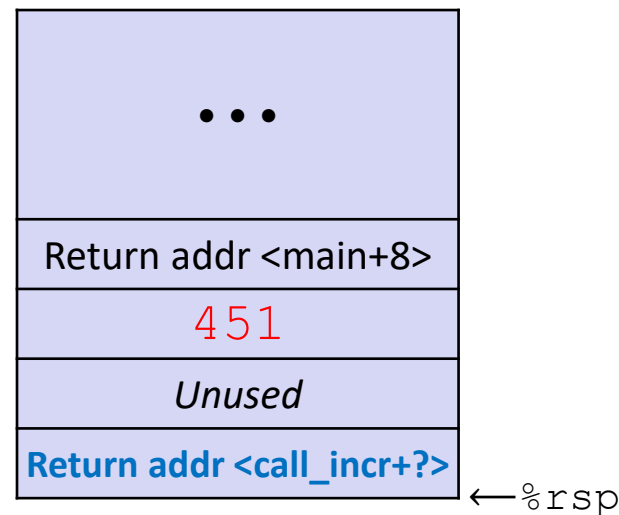 •••
Return addr <main+8>
451
Unused
Return addr <call_incr+?>
←%rsp